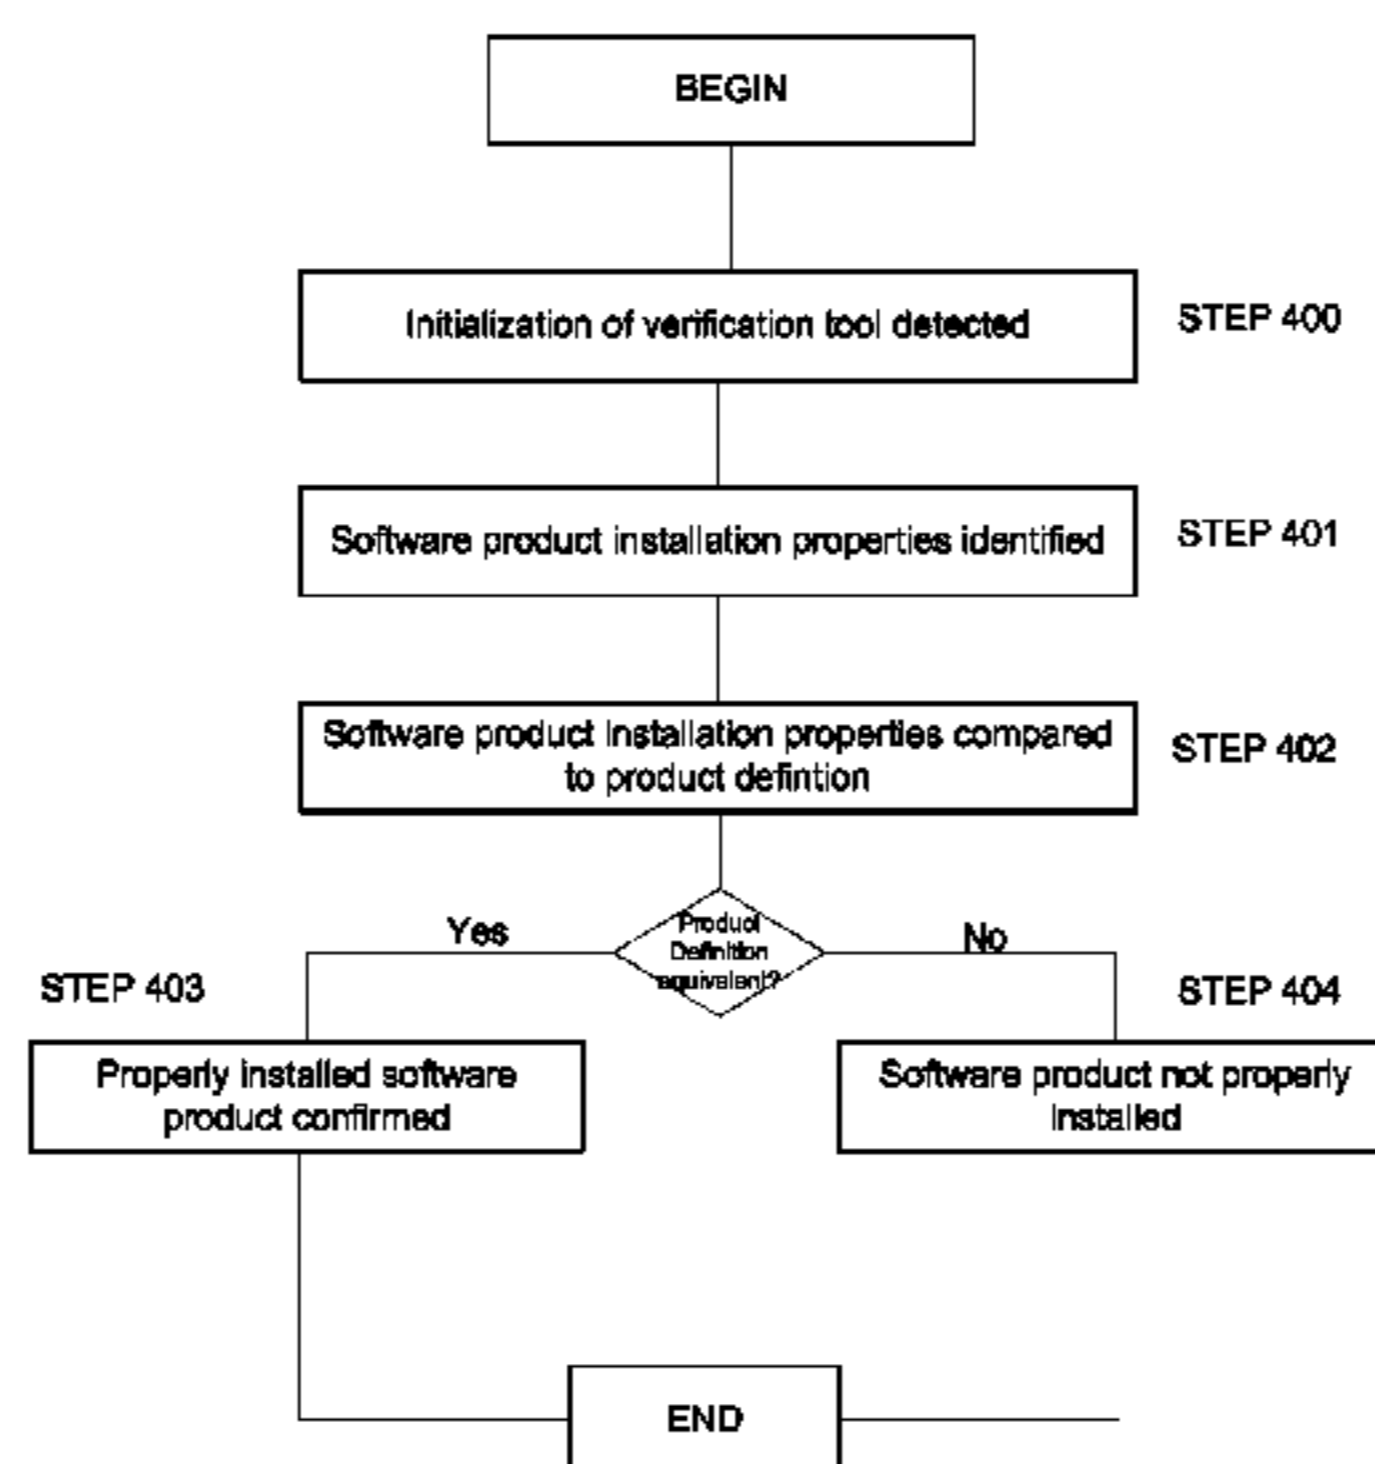 BEGIN
Initialization of verification tool detected
STEP 400
Software product installation properties identified
STEP 401
Software product installation properties compared
to product defintion
STEP 402
Product
Definition
equivalent?
Yes
No
STEP 403
STEP 404
Properly installed software
product confirmed
Software product not properly
installed
END